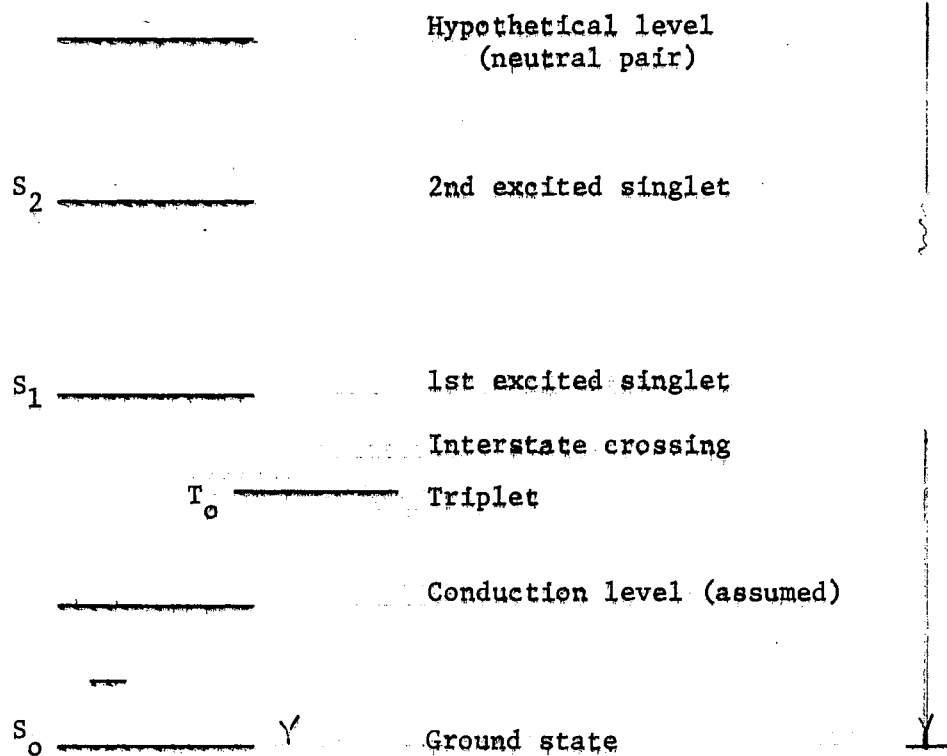 Hypothetical level
(neutral pair)
S2 2nd excited singlet
S1 1st excited singlet
Interstate crossing
To Triplet
Conduction level (assumed)
So Y Ground state